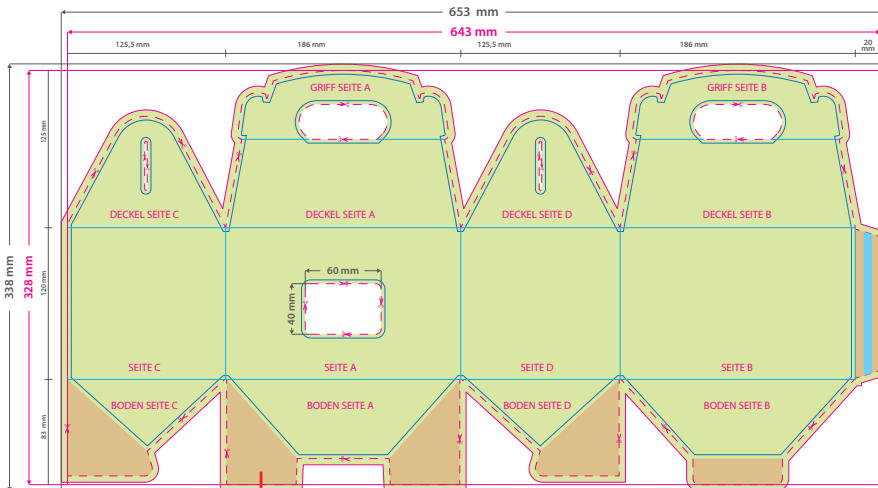 653 mm
643 mm
125,5 mm
186 mm
125,5 mm
186 mm
20
mm
GRIFF SEITE A
GRIFF SEITE B
125 mm
DECKEL SEITE C
DECKEL SEITE A
DECKEL SEITE D
DECKEL SEITE B
338 mm
328 mm
120 mm
60 mm
40 mm
SEITE C
SEITE A
SEITE D
SEITE B
BODEN SEITE C
BODEN SEITE A
BODEN SEITE D
BODEN SEITE B
83 mm